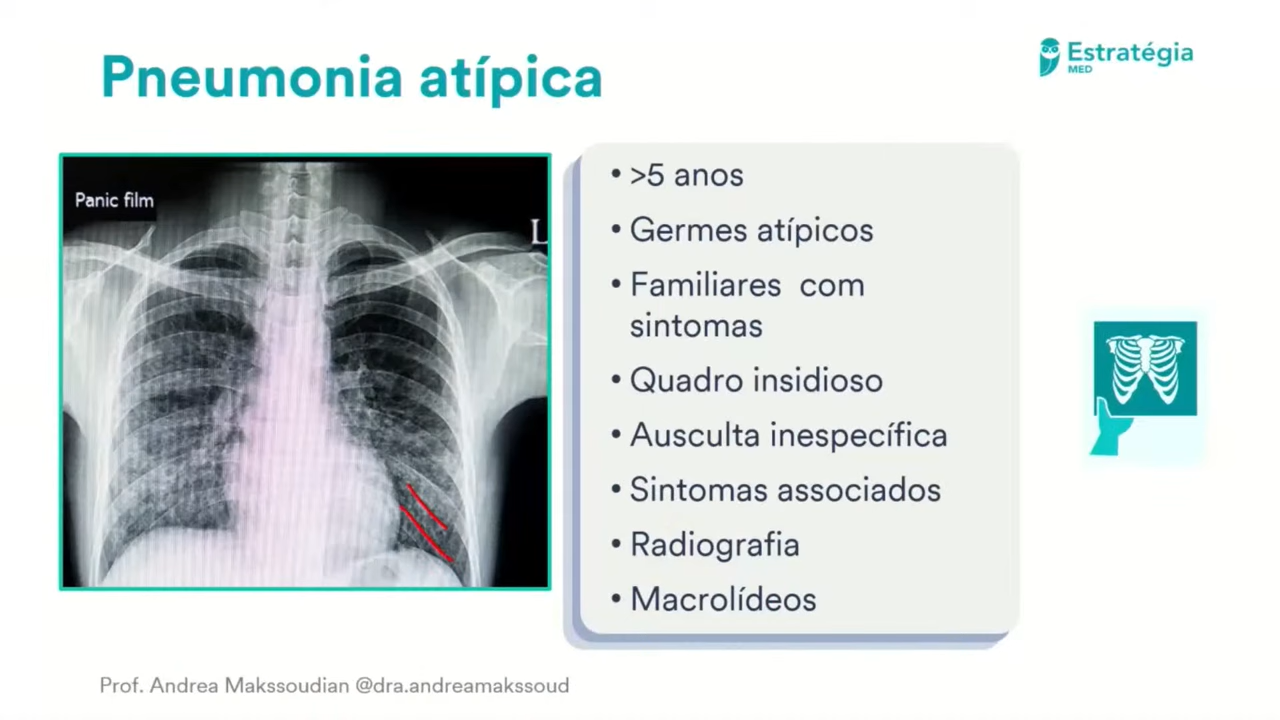 Pneumonia atípica
Estratégia
MED
Panic film
L
• >5 anos
• Germes atípicos
• Familiares com
sintomas
• Quadro insidioso
• Ausculta inespecífica
• Sintomas associados
• Radiografia
• Macrolídeos
Prof. Andrea Makssoudian @dra.andreamakssoud